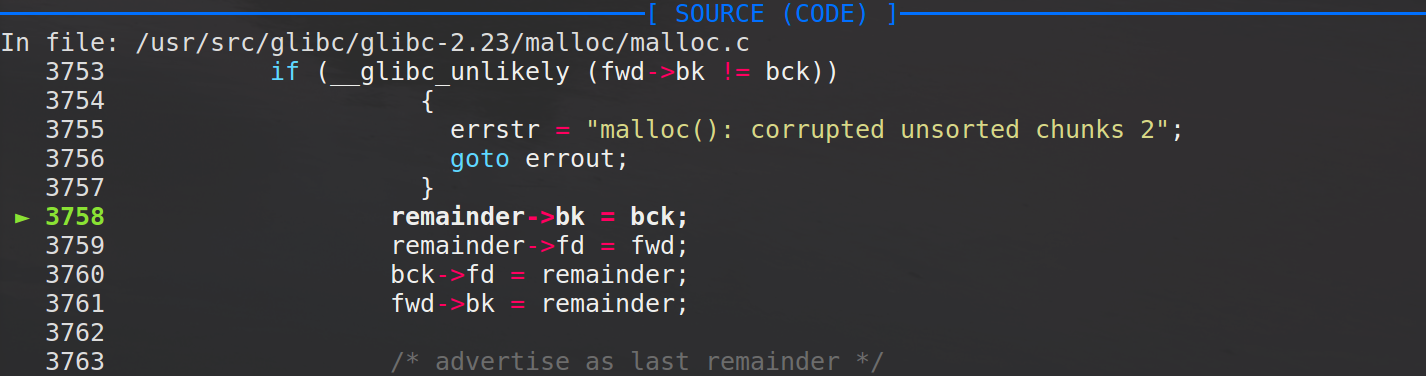 [ SOURCE (CODE) ]
In file: /usr/src/glibc/glibc-2.23/malloc/malloc.c
3753 if (__glibc_unlikely (fwd->bk != bck))
3754 {
3755 errstr = "malloc(): corrupted unsorted chunks 2";
3756 goto errout;
3757 }
► 3758 remainder->bk = bck;
3759 remainder->fd = fwd;
3760 bck->fd = remainder;
3761 fwd->bk = remainder;
3762
3763 /* advertise as last remainder */